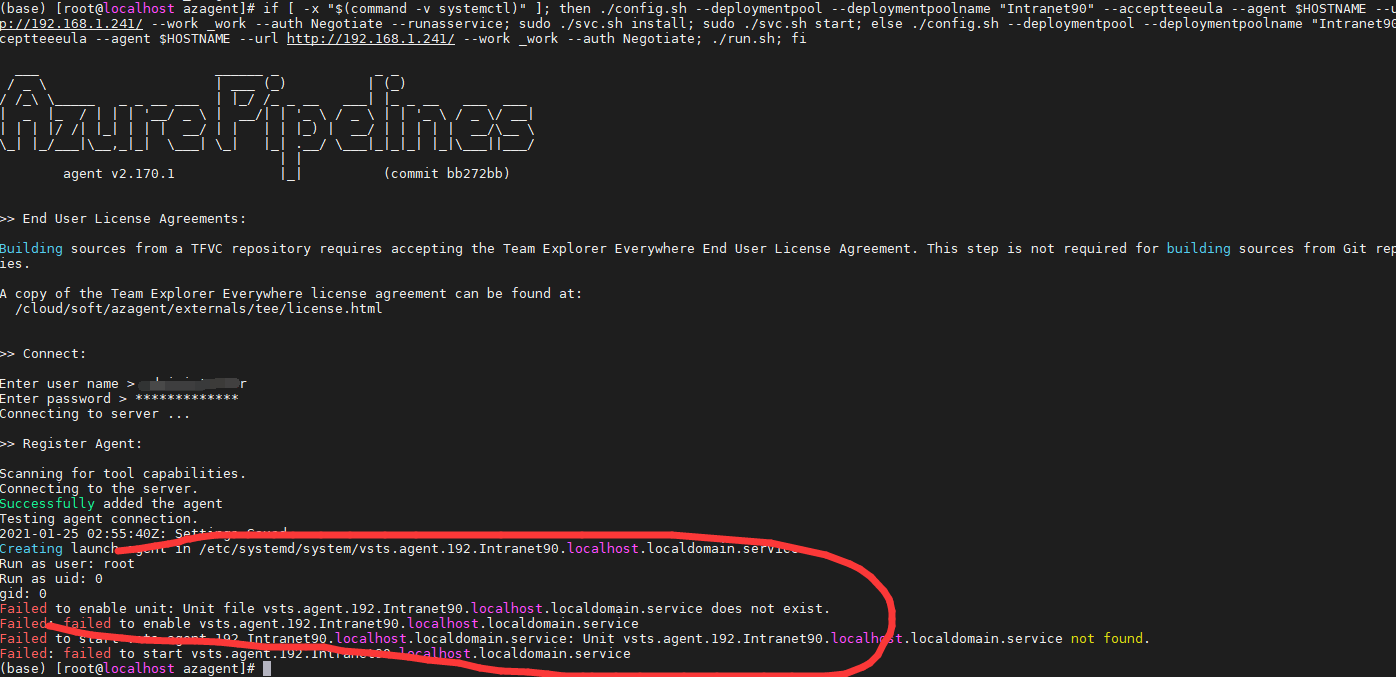 (base) [root@localhost azagent]# if [ -x "$(command -v systemctl)" ]; then ./config.sh --deploymentpool --deploymentpoolname "Intranet90" --acceptteeeula --agent $HOSTNAME --u
p://192.168.1.241/ --work _work --auth Negotiate --runasservice; sudo ./svc.sh install; sudo ./svc.sh start; else ./config.sh --deploymentpool --deploymentpoolname "Intranet90
cceptteeeula --agent $HOSTNAME --url http://192.168.1.241/ --work _work --auth Negotiate; ./run.sh; fi
Azure Pipelines
agent v2.170.1 (commit bb272bb)
>> End User License Agreements:
Building sources from a TFVC repository requires accepting the Team Explorer Everywhere End User License Agreement. This step is not required for building sources from Git rep
ies.
A copy of the Team Explorer Everywhere license agreement can be found at:
/cloud/soft/azagent/externals/tee/license.html
>> Connect:
Enter user name >
Enter password > *************
Connecting to server ...
>> Register Agent:
Scanning for tool capabilities.
Connecting to the server.
Successfully added the agent
Testing agent connection.
2021-01-25 02:55:40Z: Settings Saved.
Creating launch agent in /etc/systemd/system/vsts.agent.192.Intranet90.localhost.localdomain.service
Run as user: root
Run as uid: 0
gid: 0
Failed to enable unit: Unit file vsts.agent.192.Intranet90.localhost.localdomain.service does not exist.
Failed: failed to enable vsts.agent.192.Intranet90.localhost.localdomain.service
Failed to start vsts.agent.192.Intranet90.localhost.localdomain.service: Unit vsts.agent.192.Intranet90.localhost.localdomain.service not found.
Failed: failed to start vsts.agent.192.Intranet90.localhost.localdomain.service
(base) [root@localhost azagent]#